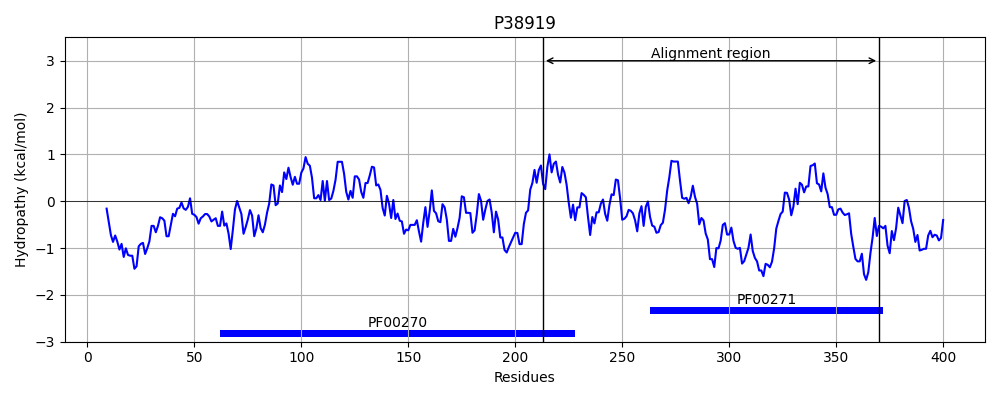 P38919
Hydropathy (kcal/mol)
3
2
1
0
−1
−2
−3
Alignment region
PF00271
PF00270
0 50 100 150 200 250 300 350 400
Residues